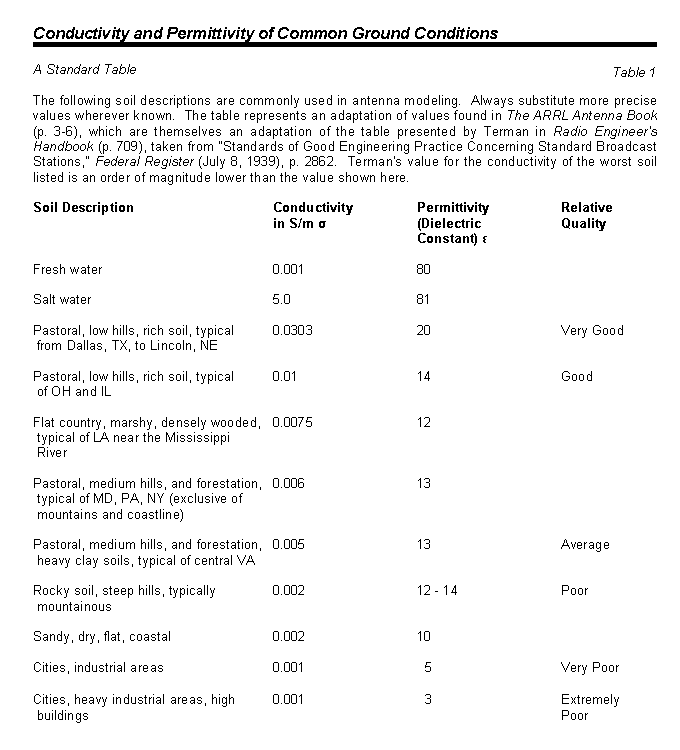 Conductivity and Permittivity of Common Ground Conditions
A Standard Table
Table 1
The following soil descriptions are commonly used in antenna modeling. Always substitute more precise
values wherever known. The table represents an adaptation of values found in The ARRL Antenna Book
(p. 3-6), which are themselves an adaptation of the table presented by Terman in Radio Engineer's
Handbook (p. 709), taken from "Standards of Good Engineering Practice Concerning Standard Broadcast
Stations," Federal Register (July 8, 1939), p. 2862. Terman's value for the conductivity of the worst soil
listed is an order of magnitude lower than the value shown here.
Soil Description Conductivity Permittivity Relative
in S/m σ (Dielectric Quality
Constant) ε
Fresh water 0.001 80
Salt water 5.0 81
Pastoral, low hills, rich soil, typical 0.0303 20 Very Good
from Dallas, TX, to Lincoln, NE
Pastoral, low hills, rich soil, typical 0.01 14 Good
of OH and IL
Flat country, marshy, densely wooded, 0.0075 12
typical of LA near the Mississippi
River
Pastoral, medium hills, and forestation, 0.006 13
typical of MD, PA, NY (exclusive of
mountains and coastline)
Pastoral, medium hills, and forestation, 0.005 13 Average
heavy clay soils, typical of central VA
Rocky soil, steep hills, typically 0.002 12 - 14 Poor
mountainous
Sandy, dry, flat, coastal 0.002 10
Cities, industrial areas 0.001 5 Very Poor
Cities, heavy industrial areas, high 0.001 3 Extremely
buildings Poor